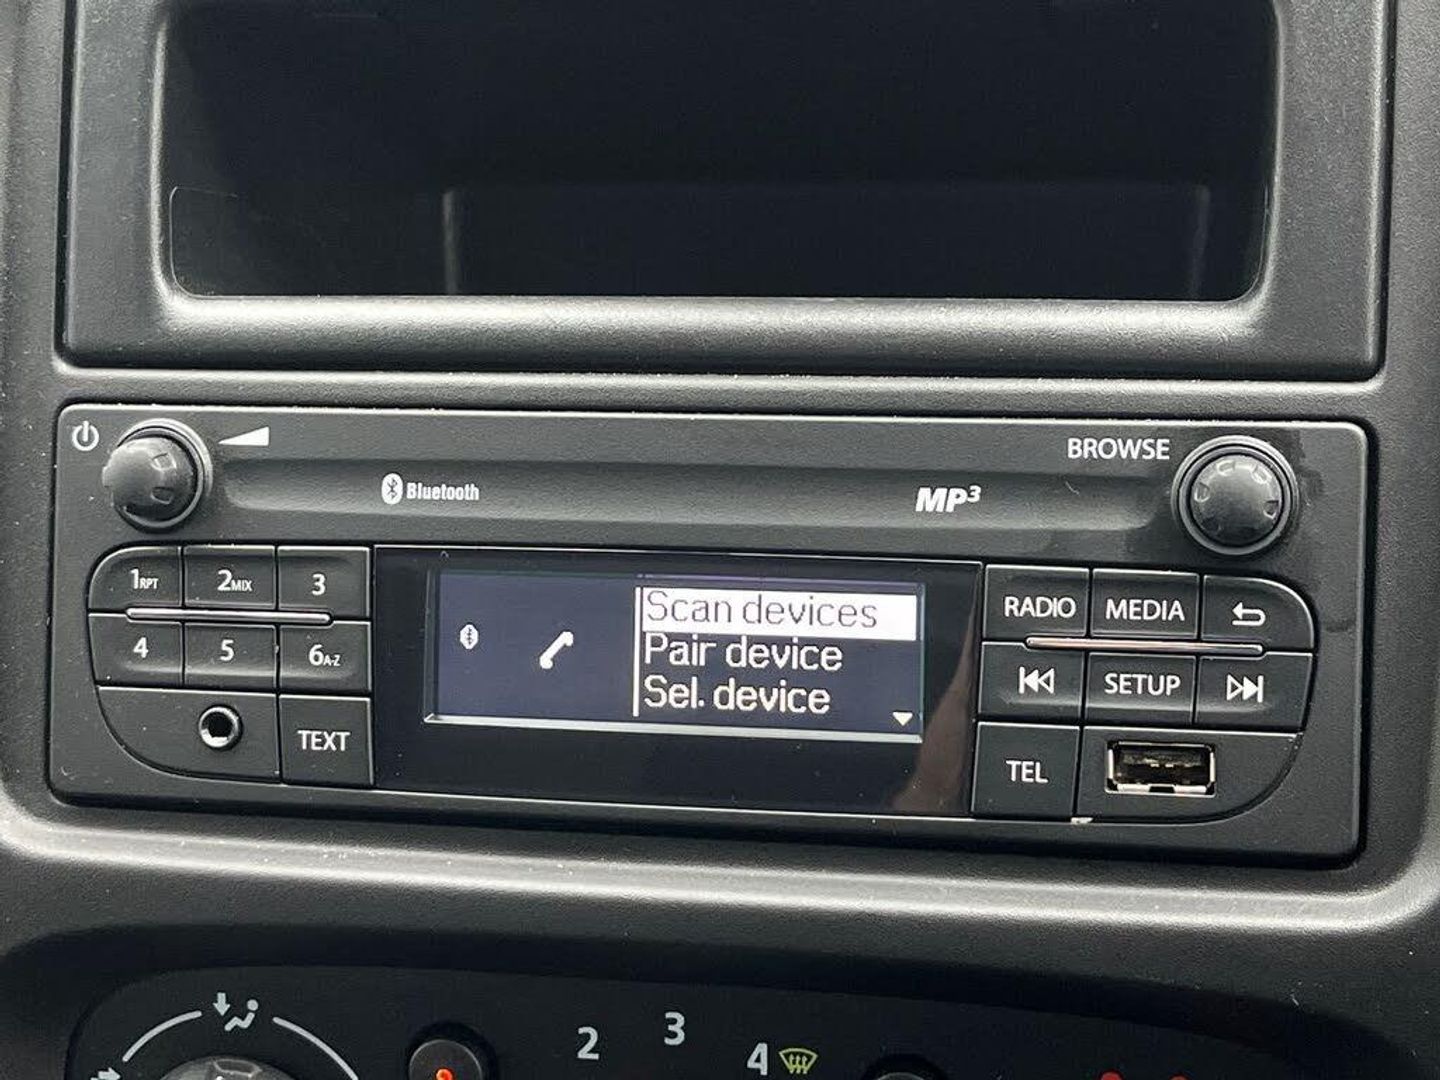 BROWSE
Bluetooth
MP3
1RPT
2MIX
3
4
5
6A-Z
TEXT
Scan devices
Pair device
Sel. device
RADIO
MEDIA
SETUP
TEL
2
3
4